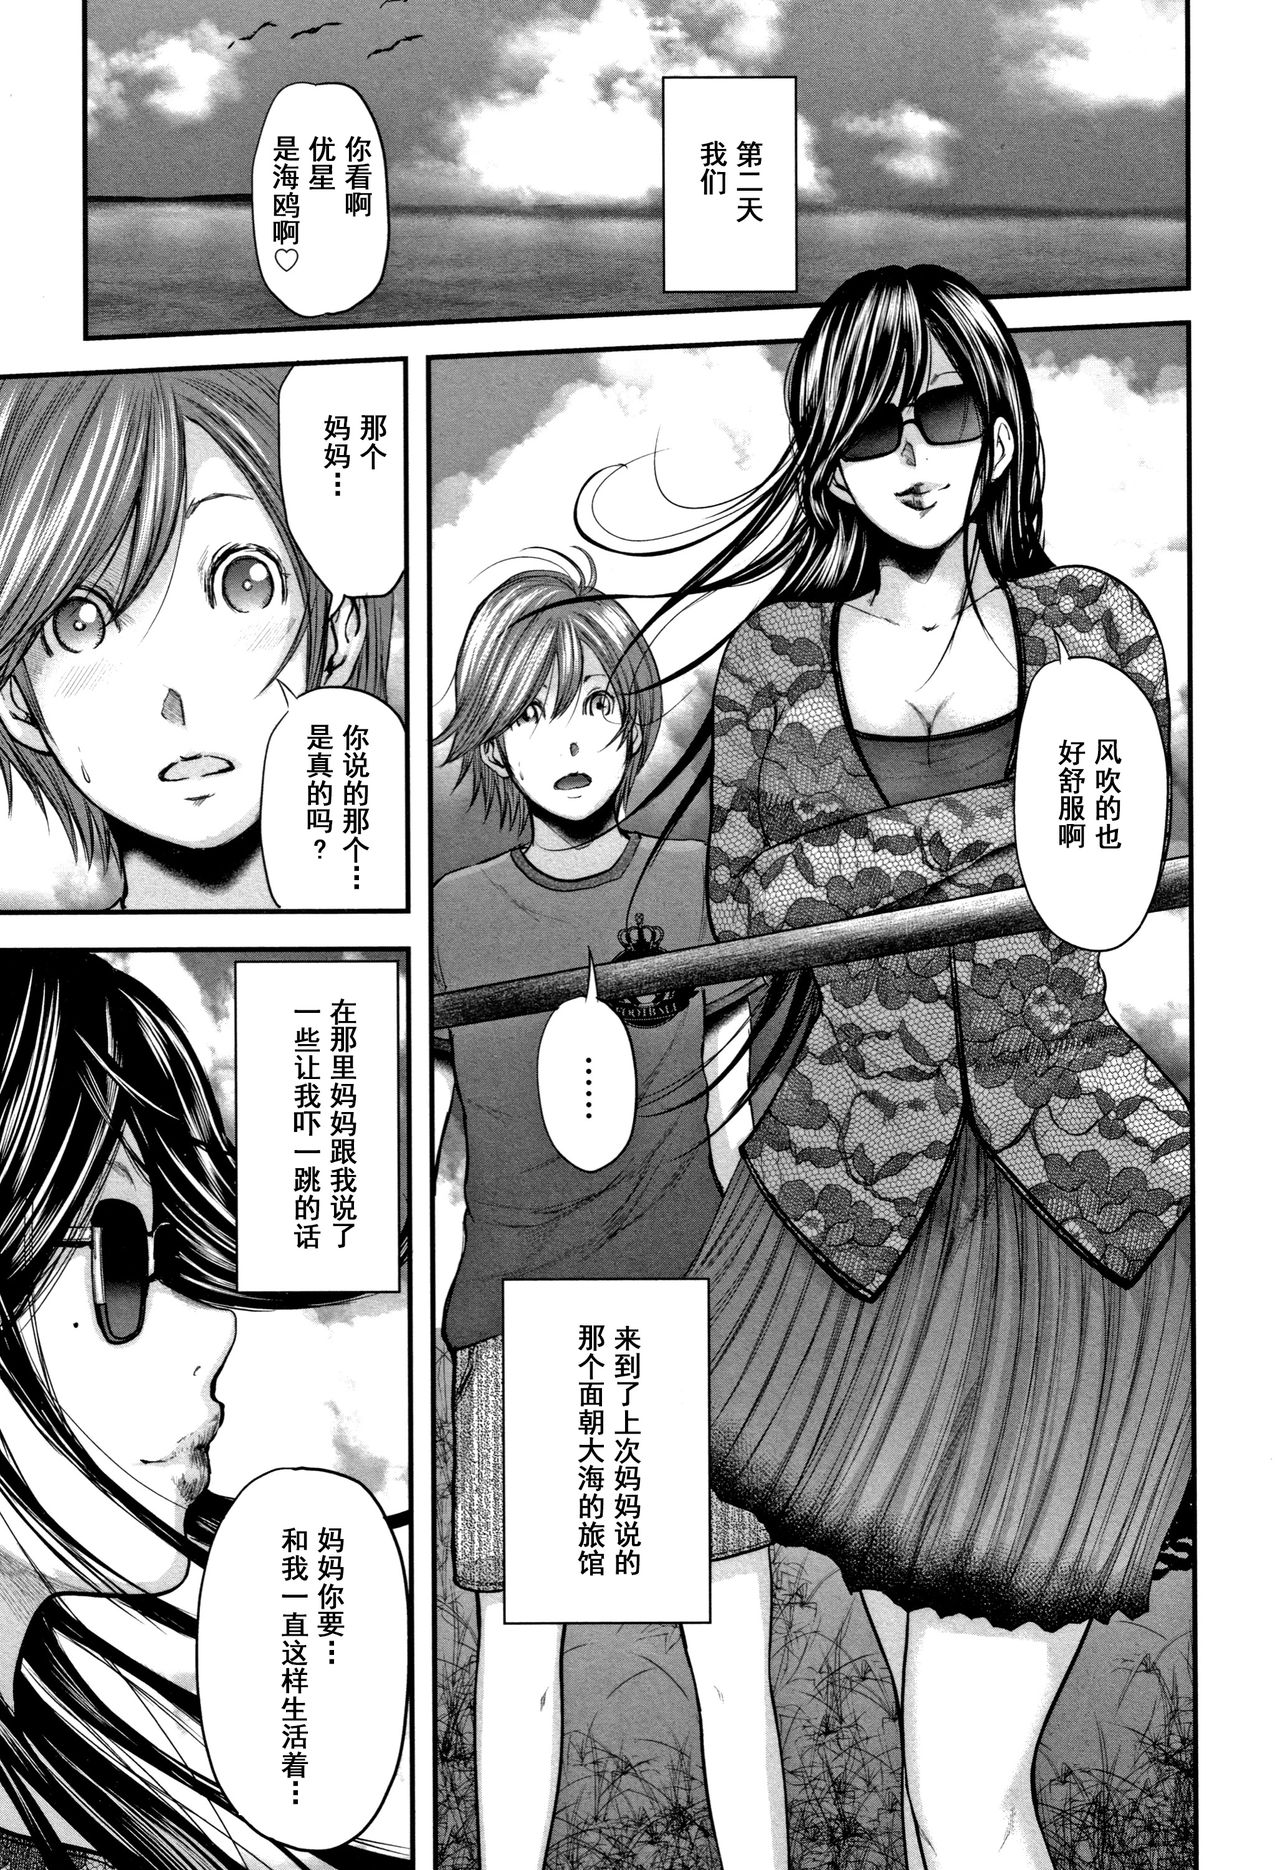 第二天
我们
你看啊
优星
是海鸥啊♡
风吹的也
好舒服啊
……
FOOTBALL
来到了上次妈妈说的
那个面朝大海的旅馆
那个
妈妈…
你说的那个…
是真的吗？
在那里妈妈跟我说了
一些让我吓一跳的话
妈妈你要…
和我一直这样生活着…